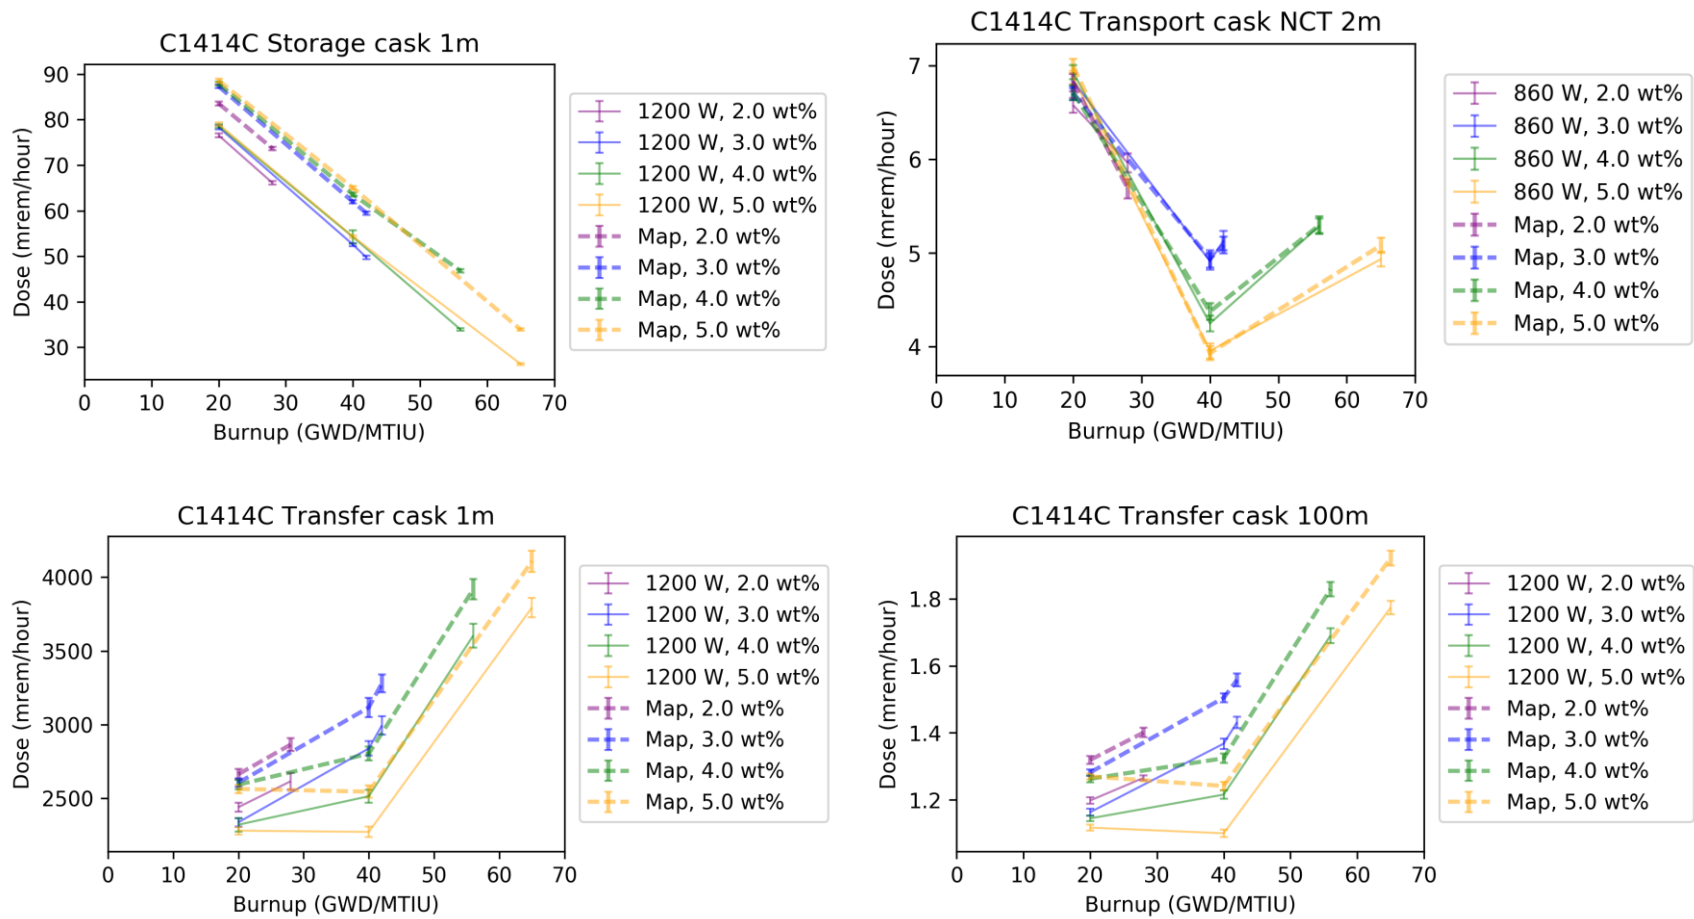 C1414C Storage cask 1m
90
80
70
60
50
40
30
Dose (mrem/hour)
0 10 20 30 40 50 60 70
Burnup (GWD/MTIU)
1200 W, 2.0 wt%
1200 W, 3.0 wt%
1200 W, 4.0 wt%
1200 W, 5.0 wt%
Map, 2.0 wt%
Map, 3.0 wt%
Map, 4.0 wt%
Map, 5.0 wt%
C1414C Transport cask NCT 2m
7
6
5
4
Dose (mrem/hour)
0 10 20 30 40 50 60 70
Burnup (GWD/MTIU)
860 W, 2.0 wt%
860 W, 3.0 wt%
860 W, 4.0 wt%
860 W, 5.0 wt%
Map, 2.0 wt%
Map, 3.0 wt%
Map, 4.0 wt%
Map, 5.0 wt%
C1414C Transfer cask 1m
4000
3500
3000
2500
Dose (mrem/hour)
0 10 20 30 40 50 60 70
Burnup (GWD/MTIU)
1200 W, 2.0 wt%
1200 W, 3.0 wt%
1200 W, 4.0 wt%
1200 W, 5.0 wt%
Map, 2.0 wt%
Map, 3.0 wt%
Map, 4.0 wt%
Map, 5.0 wt%
C1414C Transfer cask 100m
1.8
1.6
1.4
1.2
Dose (mrem/hour)
0 10 20 30 40 50 60 70
Burnup (GWD/MTIU)
1200 W, 2.0 wt%
1200 W, 3.0 wt%
1200 W, 4.0 wt%
1200 W, 5.0 wt%
Map, 2.0 wt%
Map, 3.0 wt%
Map, 4.0 wt%
Map, 5.0 wt%